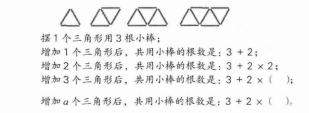 摆1个三角形用3根小棒；
增加1个三角形后，共用小棒的根数是：3 + 2；
增加2个三角形后，共用小棒的根数是：3 + 2 × 2；
增加3个三角形后，共用小棒的根数是：3 + 2 ×（　）；
增加a个三角形后，共用小棒的根数是：3 + 2 ×（　）。